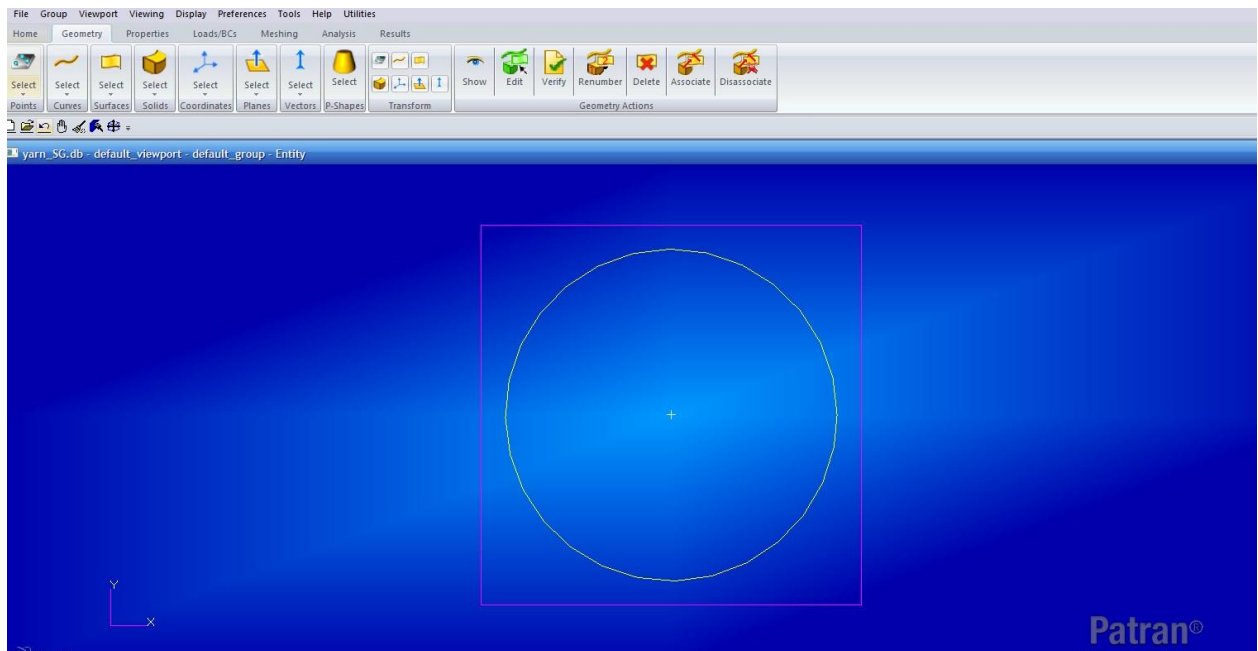 File Group Viewport Viewing Display Preferences Tools Help Utilities
Home Geometry Properties Loads/BCs Meshing Analysis Results
Select Select Select Select Select Select Select Select Show Edit Verify Renumber Delete Associate Disassociate
Points Curves Surfaces Solids Coordinates Planes Vectors P-Shapes Transform Geometry Actions
yarn_SG.db - default_viewport - default_group - Entity
Y
X
Patran®